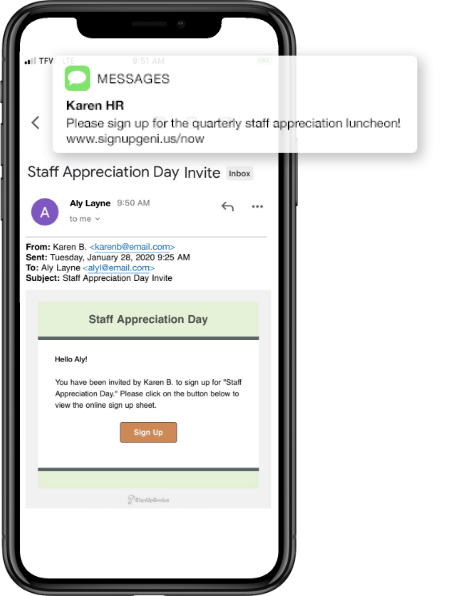 TFW LTE 9:51 AM
MESSAGES
Karen HR
Please sign up for the quarterly staff appreciation luncheon!
www.signupgeni.us/now
Staff Appreciation Day Invite Inbox
A
Aly Layne 9:50 AM
to me
From: Karen B. <karenb@email.com>
Sent: Tuesday, January 28, 2020 9:25 AM
To: Aly Layne <alyl@email.com>
Subject: Staff Appreciation Day Invite
Staff Appreciation Day
Hello Aly!
You have been invited by Karen B. to sign up for "Staff
Appreciation Day." Please click on the button below to
view the online sign up sheet.
Sign Up
SignUpGenius